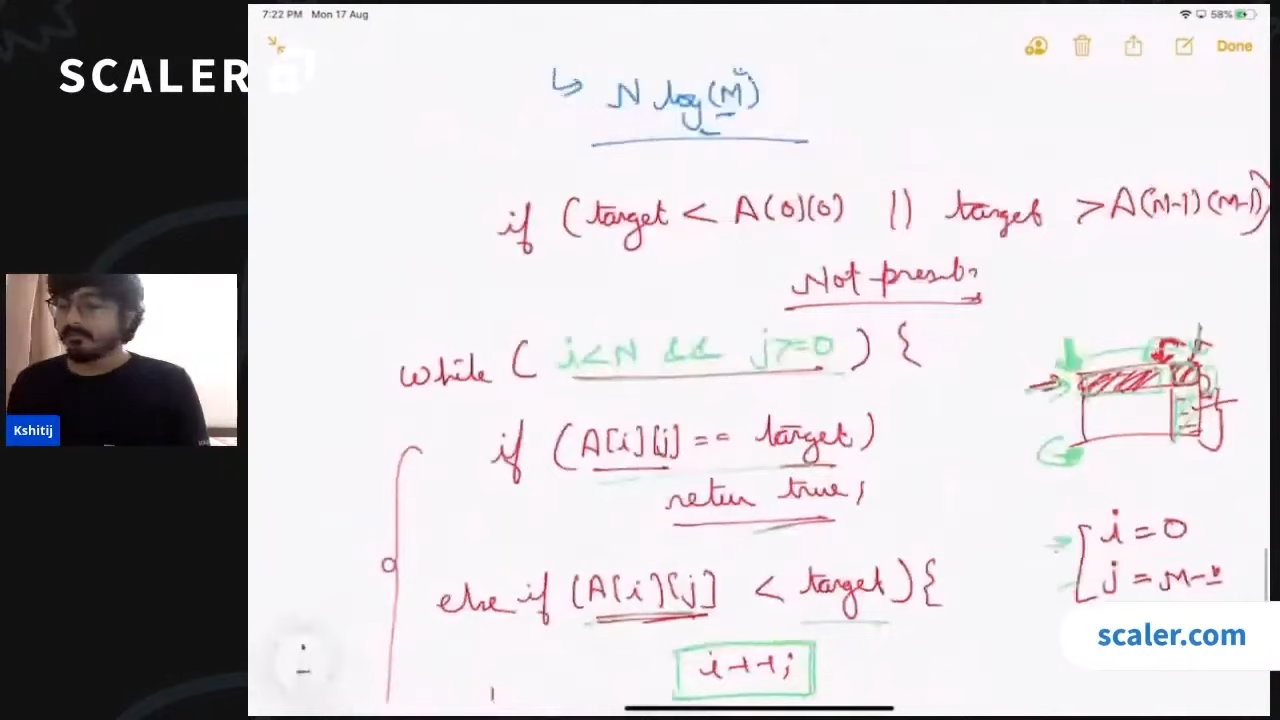 7:22 PM Mon 17 Aug
58%
Done
SCALER
N log(M)
if (target < A(0)(0) || target > A(N-1)(M-1))
Not present
while ( i<N && j>=0 ) {
if (A[i][j] == target)
retur true;
i = 0
j = M-1
else if (A[i][j] < target) {
i++;
Kshitij
scaler.com